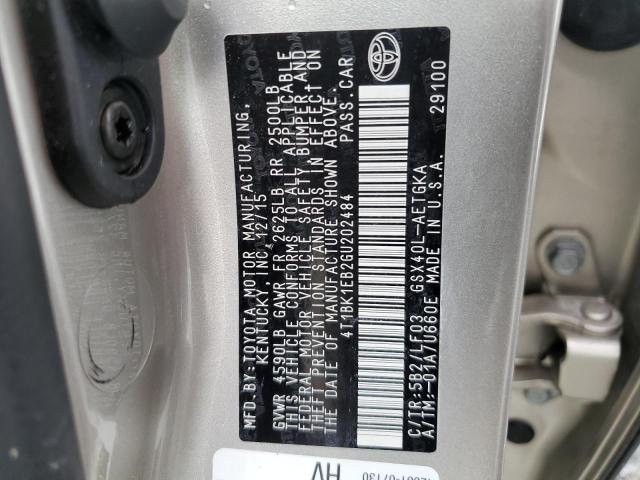 MFD.BY:TOYOTA MOTOR MANUFACTURING,
KENTUCKY, INC. 12/15
GVWR 4590LB GAWR FR 2625LB RR 2500LB
THIS VEHICLE CONFORMS TO ALL APPLICABLE
FEDERAL MOTOR VEHICLE SAFETY, BUMPER, AND
THEFT PREVENTION STANDARDS IN EFFECT ON
THE DATE OF MANUFACTURE SHOWN ABOVE.
4T1BK1EB2GU202484 PASS.CAR
C/TR:5B2/LF03 GSX40L-AETGKA
A/TM:-01A/U660E MADE IN U.S.A. 29100
HV